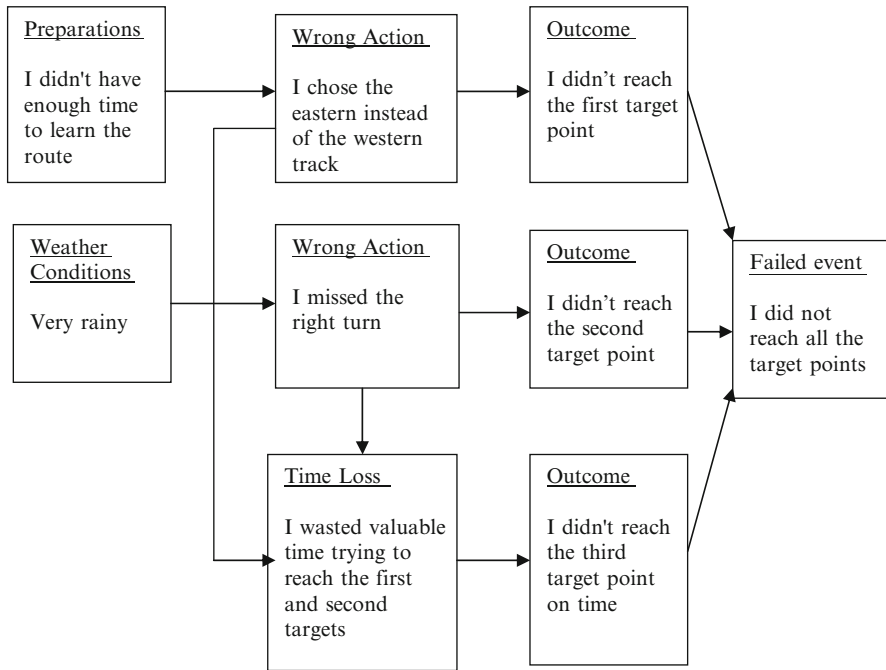 Preparations
I didn't have
enough time
to learn the
route
Wrong Action
I chose the
eastern instead
of the western
track
Outcome
I didn’t reach
the first target
point
Weather
Conditions
Very rainy
Wrong Action
I missed the
right turn
Outcome
I didn’t reach
the second
target point
Failed event
I did not
reach all the
target points
Time Loss
I wasted valuable
time trying to
reach the first
and second
targets
Outcome
I didn't reach
the third
target point
on time